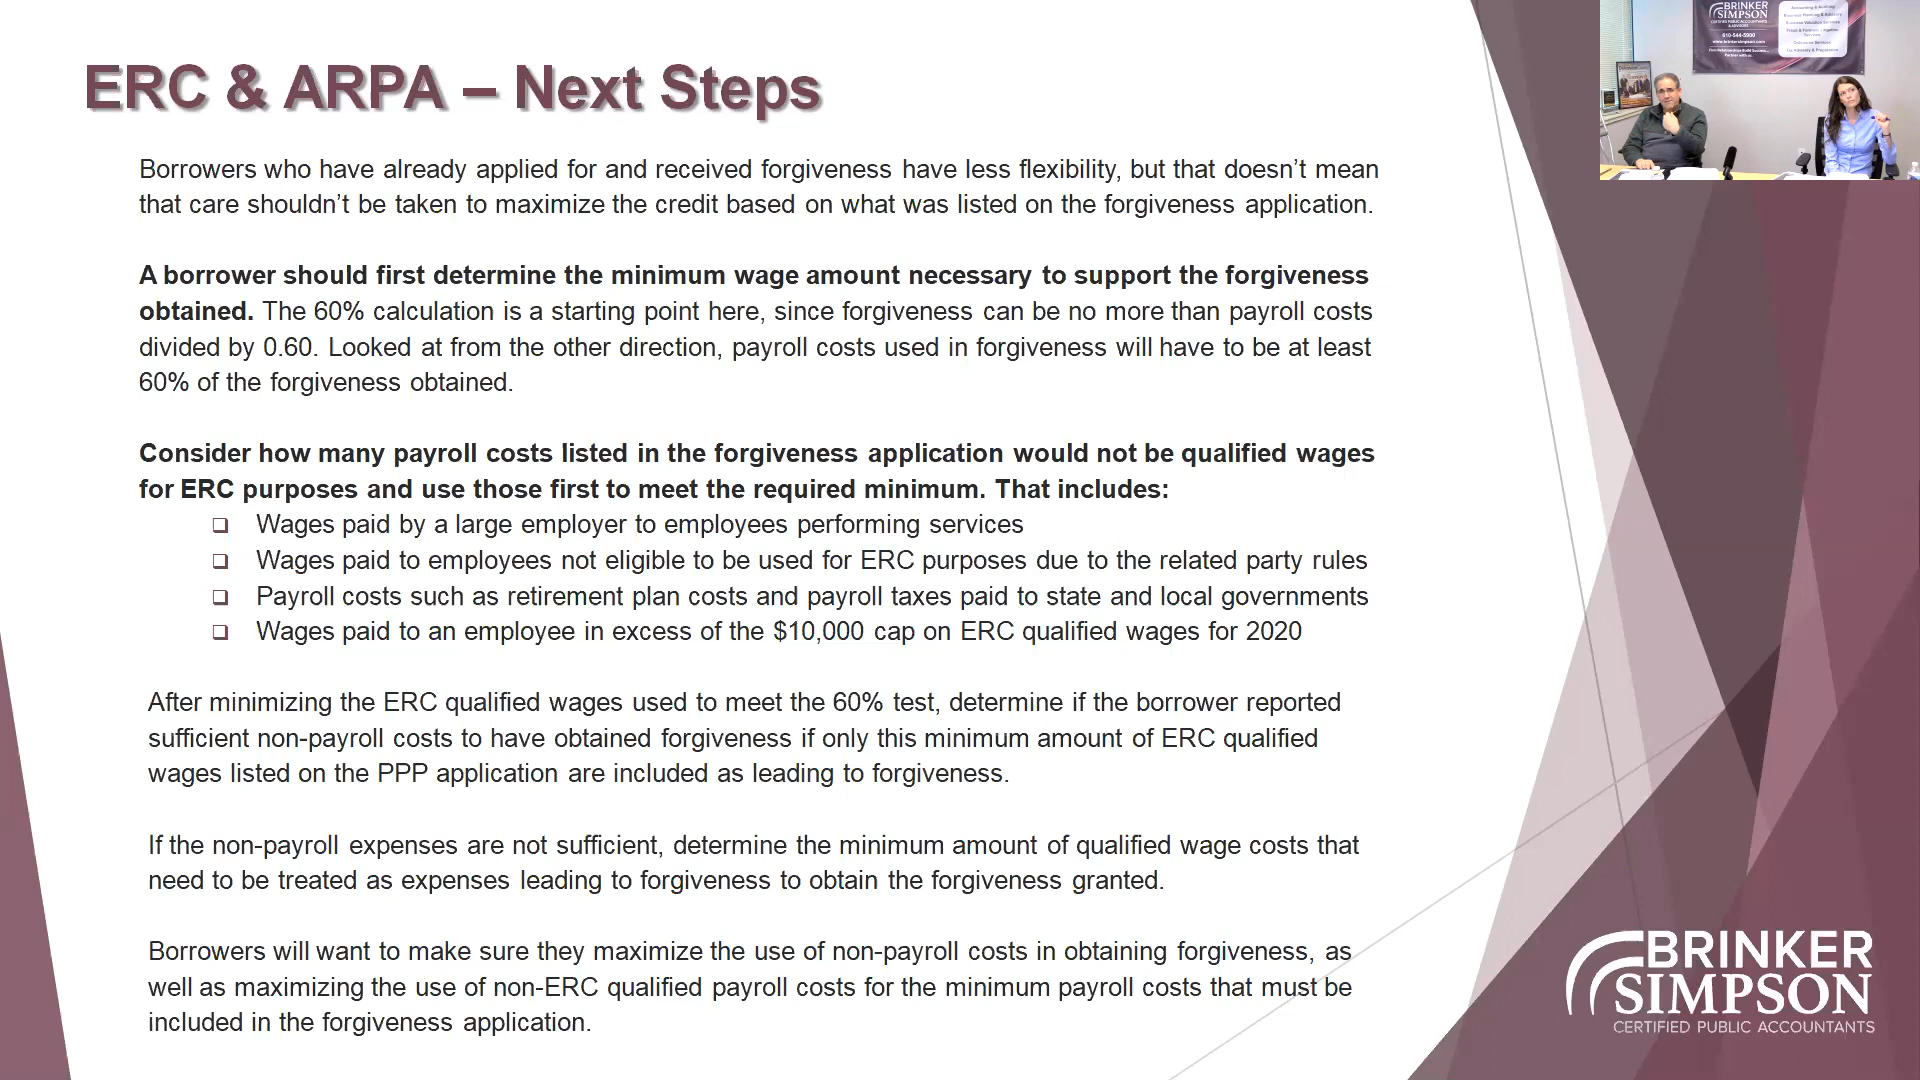 ERC & ARPA – Next Steps
Borrowers who have already applied for and received forgiveness have less flexibility, but that doesn’t mean
that care shouldn’t be taken to maximize the credit based on what was listed on the forgiveness application.
A borrower should first determine the minimum wage amount necessary to support the forgiveness
obtained. The 60% calculation is a starting point here, since forgiveness can be no more than payroll costs
divided by 0.60. Looked at from the other direction, payroll costs used in forgiveness will have to be at least
60% of the forgiveness obtained.
Consider how many payroll costs listed in the forgiveness application would not be qualified wages
for ERC purposes and use those first to meet the required minimum. That includes:
Wages paid by a large employer to employees performing services
Wages paid to employees not eligible to be used for ERC purposes due to the related party rules
Payroll costs such as retirement plan costs and payroll taxes paid to state and local governments
Wages paid to an employee in excess of the $10,000 cap on ERC qualified wages for 2020
After minimizing the ERC qualified wages used to meet the 60% test, determine if the borrower reported
sufficient non-payroll costs to have obtained forgiveness if only this minimum amount of ERC qualified
wages listed on the PPP application are included as leading to forgiveness.
If the non-payroll expenses are not sufficient, determine the minimum amount of qualified wage costs that
need to be treated as expenses leading to forgiveness to obtain the forgiveness granted.
Borrowers will want to make sure they maximize the use of non-payroll costs in obtaining forgiveness, as
well as maximizing the use of non-ERC qualified payroll costs for the minimum payroll costs that must be
included in the forgiveness application.
BRINKER
SIMPSON
610-544-5900
www.brinkersimpson.com
Accounting & Auditing
BRINKER
SIMPSON
CERTIFIED PUBLIC ACCOUNTANTS